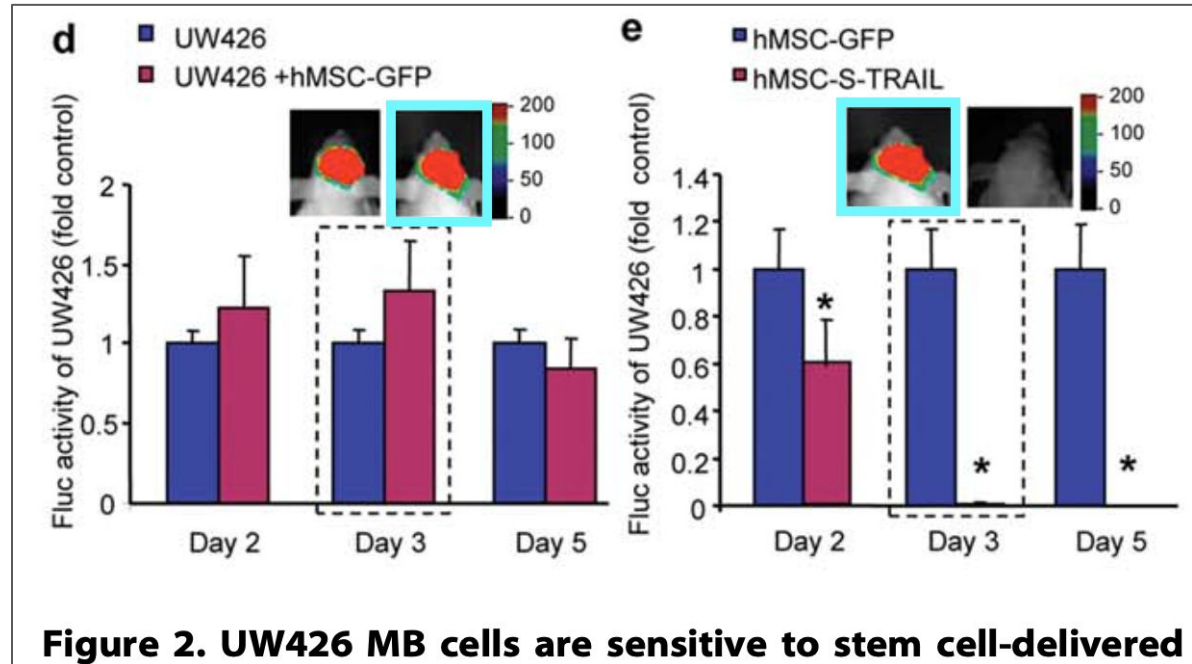 d
UW426
UW426 +hMSC-GFP
Fluc activity of UW426 (fold control)
200
100
50
0
2
1.5
1
0.5
0
Day 2
Day 3
Day 5
e
hMSC-GFP
hMSC-S-TRAIL
Fluc activity of UW426 (fold control)
200
100
50
0
1.4
1.2
1
0.8
0.6
0.4
0.2
0
*
*
*
Day 2
Day 3
Day 5
Figure 2. UW426 MB cells are sensitive to stem cell-delivered